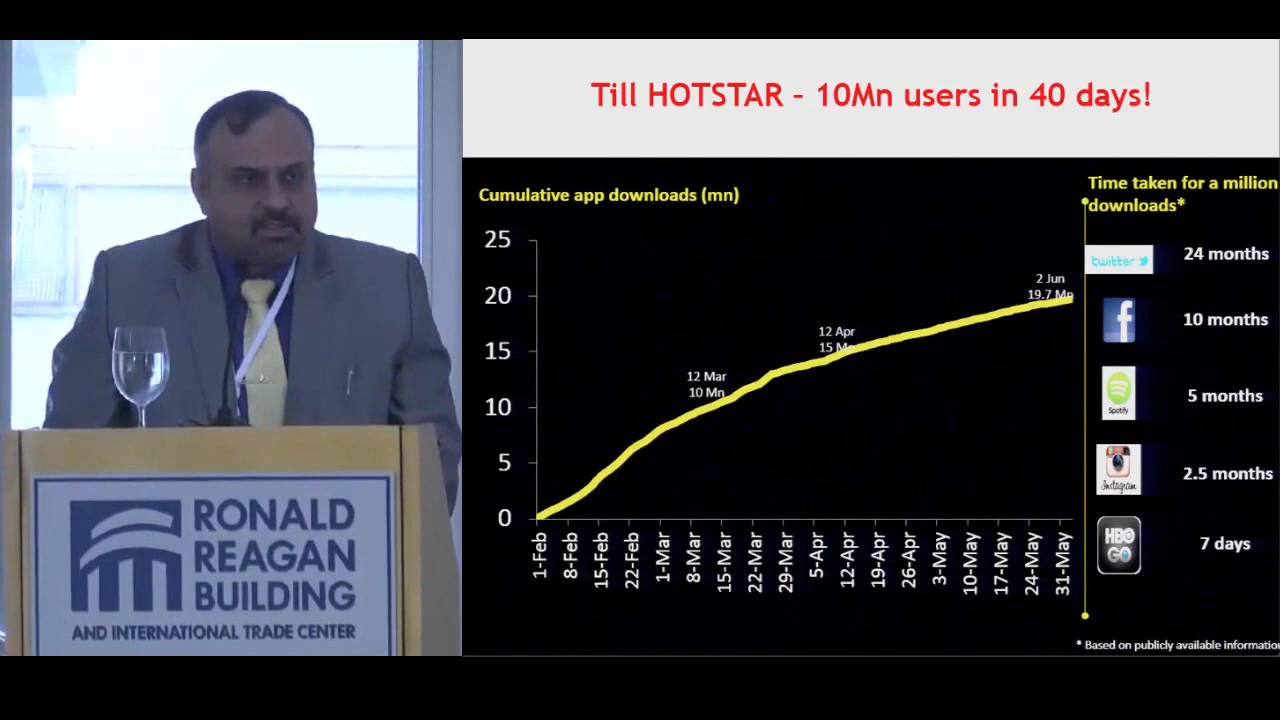 Till HOTSTAR – 10Mn users in 40 days!
Cumulative app downloads (mn)
25
20
15
10
5
0
12 Mar
10 Mn
12 Apr
15
2 Jun
19.7 Mn
1-Feb
8-Feb
15-Feb
22-Feb
1-Mar
8-Mar
15-Mar
22-Mar
29-Mar
5-Apr
12-Apr
19-Apr
26-Apr
3-May
10-May
17-May
24-May
31-May
Time taken for a million
downloads*
twitter
24 months
f
10 months
Spotify
5 months
Instagram
2.5 months
HBO
GO
7 days
* Based on publicly available informatio
RONALD
REAGAN
BUILDING
AND INTERNATIONAL TRADE CENTER